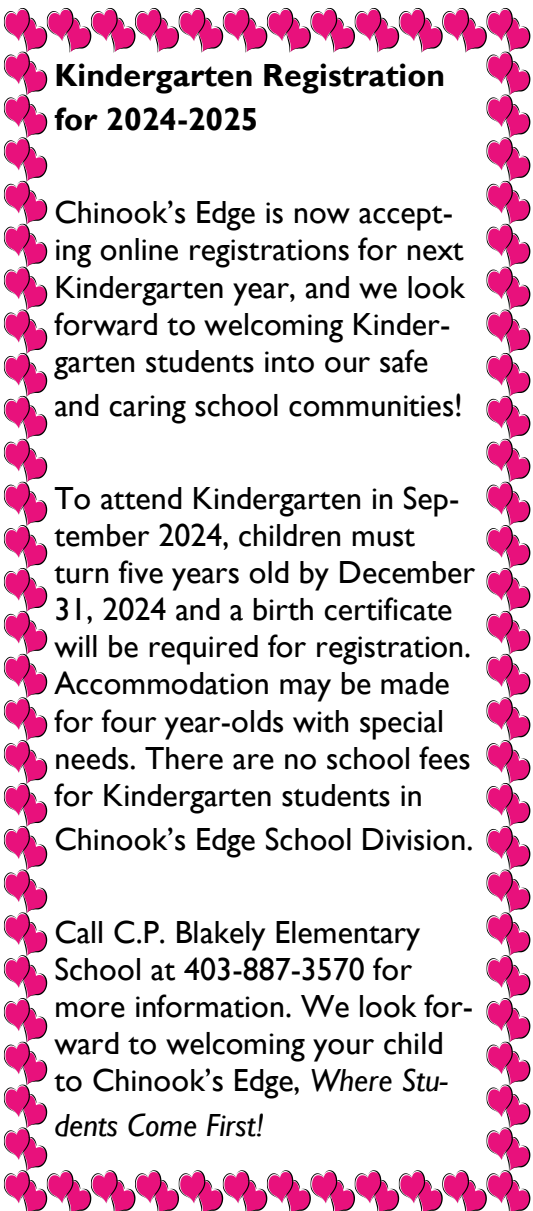 Kindergarten Registration
for 2024-2025
Chinook’s Edge is now accept-
ing online registrations for next
Kindergarten year, and we look
forward to welcoming Kinder-
garten students into our safe
and caring school communities!
To attend Kindergarten in Sep-
tember 2024, children must
turn five years old by December
31, 2024 and a birth certificate
will be required for registration.
Accommodation may be made
for four year-olds with special
needs. There are no school fees
for Kindergarten students in
Chinook’s Edge School Division.
Call C.P. Blakely Elementary
School at 403-887-3570 for
more information. We look for-
ward to welcoming your child
to Chinook’s Edge, Where Stu-
dents Come First!